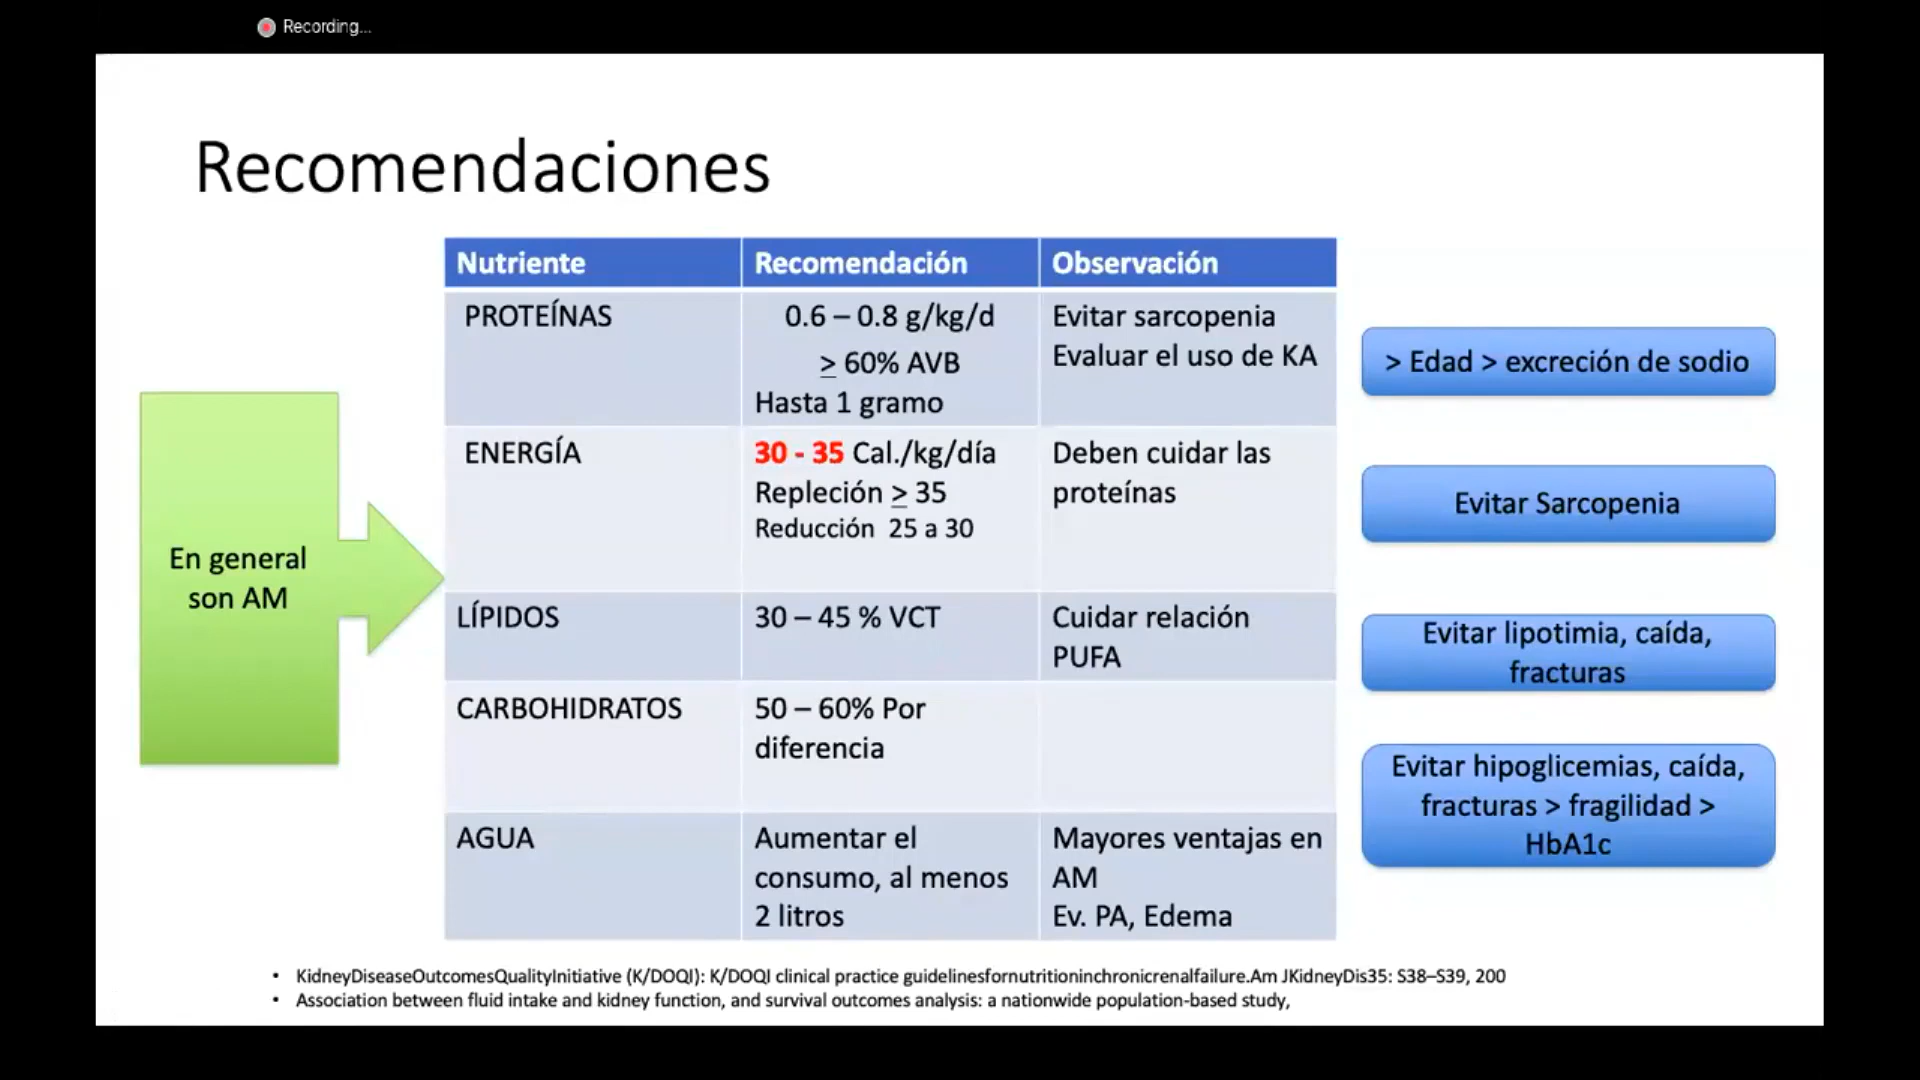 Recording...
Recomendaciones
Nutriente Recomendación Observación
PROTEÍNAS
0.6 – 0.8 g/kg/d
≥ 60% AVB
Hasta 1 gramo
Evitar sarcopenia
Evaluar el uso de KA
ENERGÍA
30 - 35 Cal./kg/día
Repleción ≥ 35
Reducción 25 a 30
Deben cuidar las
proteínas
LÍPIDOS
30 – 45 % VCT
Cuidar relación
PUFA
CARBOHIDRATOS
50 – 60% Por
diferencia
AGUA
Aumentar el
consumo, al menos
2 litros
Mayores ventajas en
AM
Ev. PA, Edema
En general
son AM
> Edad > excreción de sodio
Evitar Sarcopenia
Evitar lipotimia, caída,
fracturas
Evitar hipoglicemias, caída,
fracturas > fragilidad >
HbA1c
• KidneyDiseaseOutcomesQualityInitiative (K/DOQI): K/DOQI clinical practice guidelinesfornutritioninchronicrenalfailure.Am JKidneyDis35: S38–S39, 200
• Association between fluid intake and kidney function, and survival outcomes analysis: a nationwide population-based study,